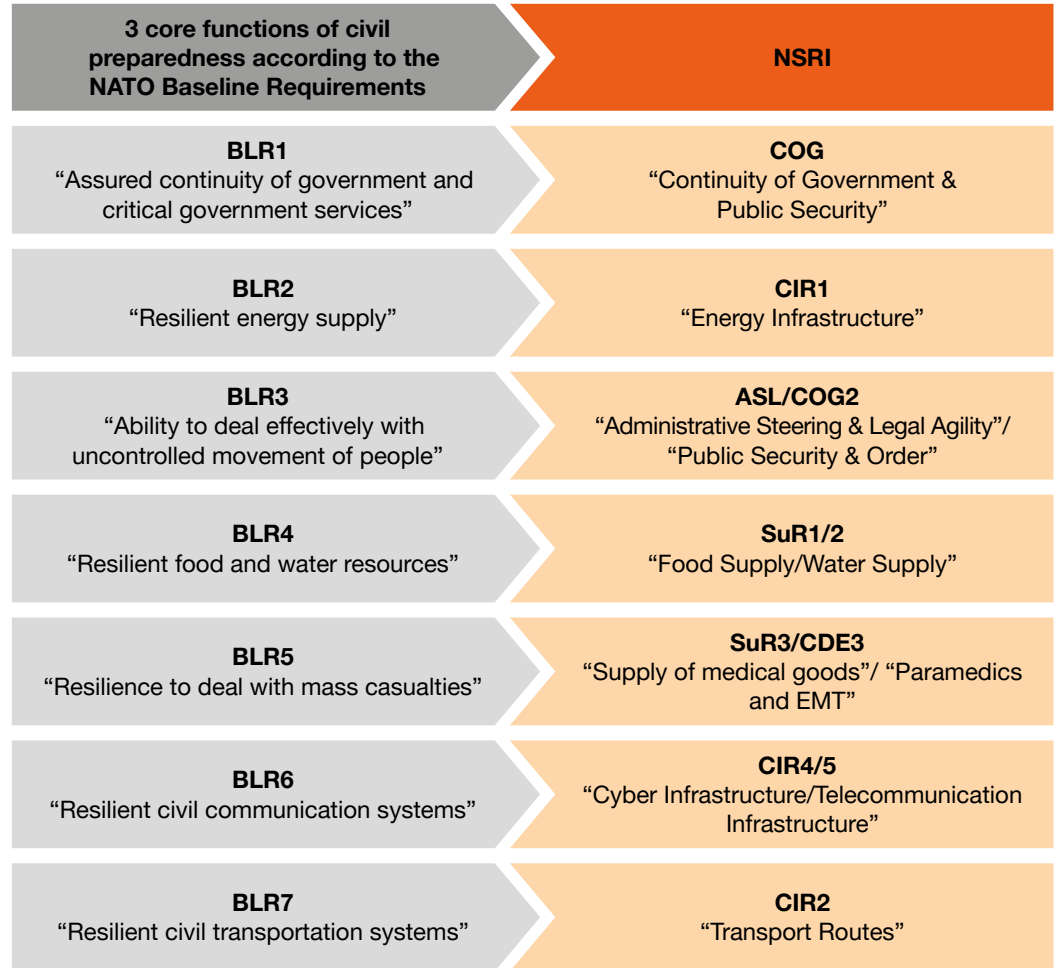 3 core functions of civil
preparedness according to the
NATO Baseline Requirements
NSRI
BLR1
“Assured continuity of government and
critical government services”
COG
“Continuity of Government &
Public Security”
BLR2
“Resilient energy supply”
CIR1
“Energy Infrastructure”
BLR3
“Ability to deal effectively with
uncontrolled movement of people”
ASL/COG2
“Administrative Steering & Legal Agility”/
“Public Security & Order”
BLR4
“Resilient food and water resources”
SuR1/2
“Food Supply/Water Supply”
BLR5
“Resilience to deal with mass casualties”
SuR3/CDE3
“Supply of medical goods”/ “Paramedics
and EMT”
BLR6
“Resilient civil communication systems”
CIR4/5
“Cyber Infrastructure/Telecommunication
Infrastructure”
BLR7
“Resilient civil transportation systems”
CIR2
“Transport Routes”